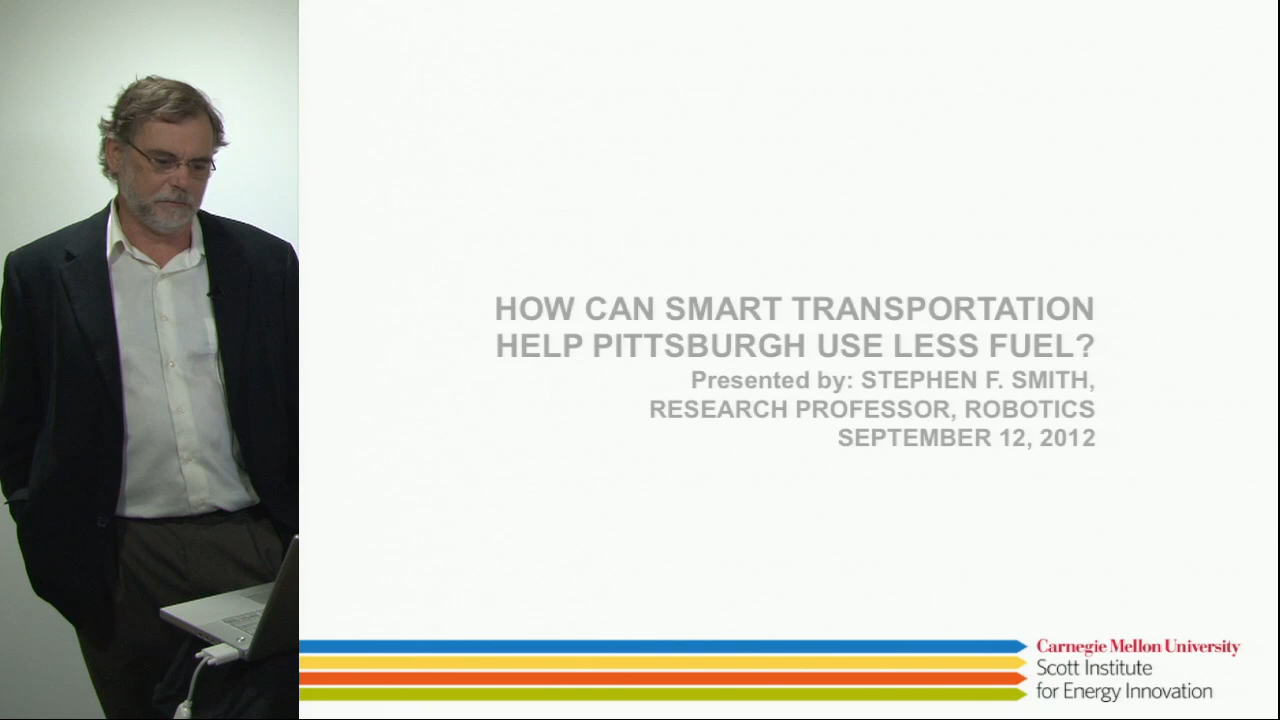 HOW CAN SMART TRANSPORTATION
HELP PITTSBURGH USE LESS FUEL?
Presented by: STEPHEN F. SMITH,
RESEARCH PROFESSOR, ROBOTICS
SEPTEMBER 12, 2012
Carnegie Mellon University
Scott Institute
for Energy Innovation